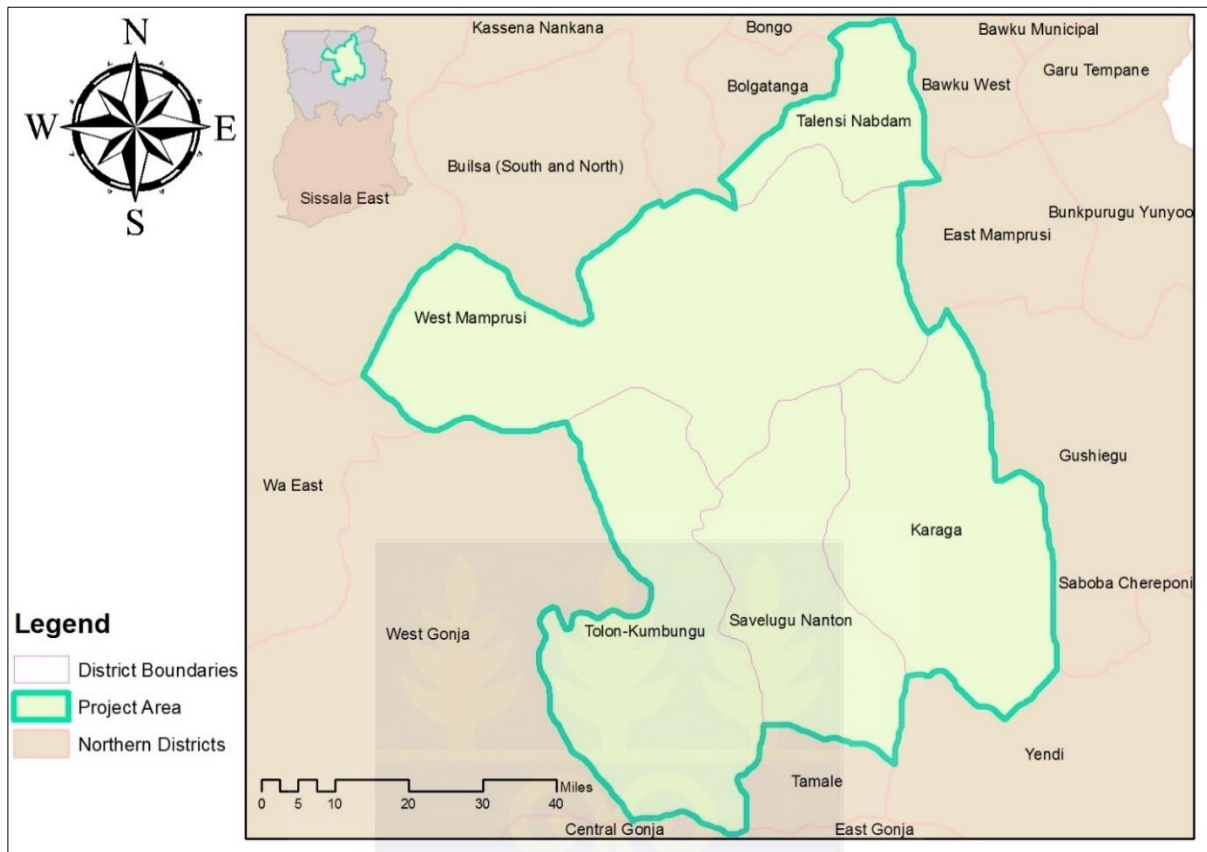 N
W E
S
Kassena Nankana
Bongo
Bawku Municipal
Garu Tempane
Bolgatanga
Bawku West
Talensi Nabdam
Builsa (South and North)
Sissala East
Bunkpurugu Yunyoo
East Mamprusi
West Mamprusi
Gushiegu
Wa East
Karaga
Saboba Chereponi
West Gonja
Tolon-Kumbungu
Savelugu Nanton
Yendi
Tamale
Central Gonja
East Gonja
Legend
District Boundaries
Project Area
Northern Districts
Miles
0 5 10 20 30 40